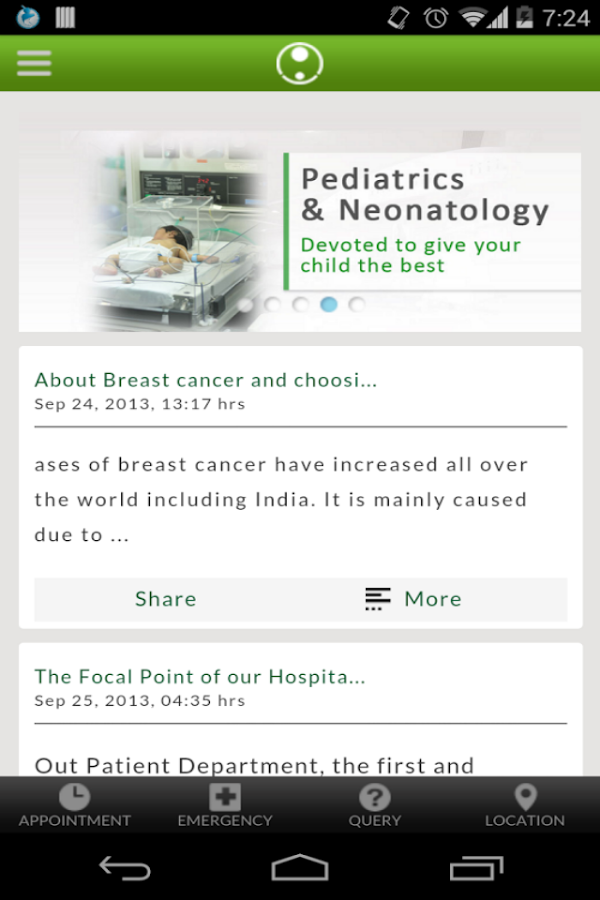 7:24
Pediatrics
& Neonatology
Devoted to give your
child the best
About Breast cancer and choosi...
Sep 24, 2013, 13:17 hrs
ases of breast cancer have increased all over
the world including India. It is mainly caused
due to ...
Share More
The Focal Point of our Hospita...
Sep 25, 2013, 04:35 hrs
Out Patient Department, the first and
APPOINTMENT EMERGENCY QUERY LOCATION